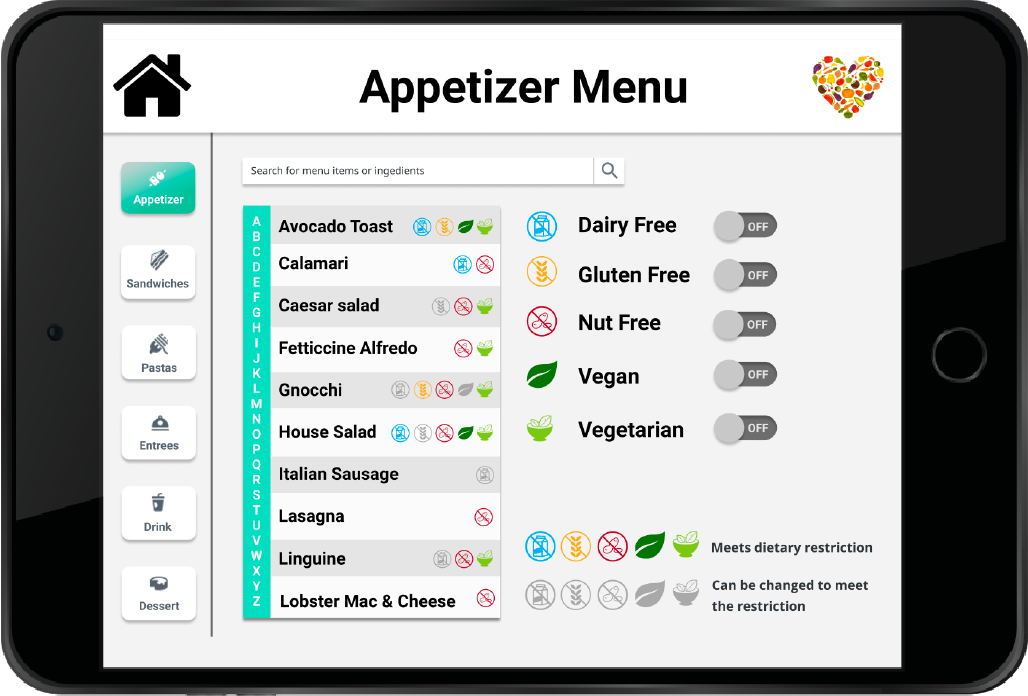 Appetizer Menu
Appetizer
Sandwiches
Pastas
Entrees
Drink
Dessert
Search for menu items or ingedients
A
B
C
D
E
F
G
H
I
J
K
L
M
N
O
P
Q
R
S
T
U
V
W
X
Y
Z
Avocado Toast
Calamari
Caesar salad
Fetticcine Alfredo
Gnocchi
House Salad
Italian Sausage
Lasagna
Linguine
Lobster Mac & Cheese
Dairy Free OFF
Gluten Free OFF
Nut Free OFF
Vegan OFF
Vegetarian OFF
Meets dietary restriction
Can be changed to meet
the restriction